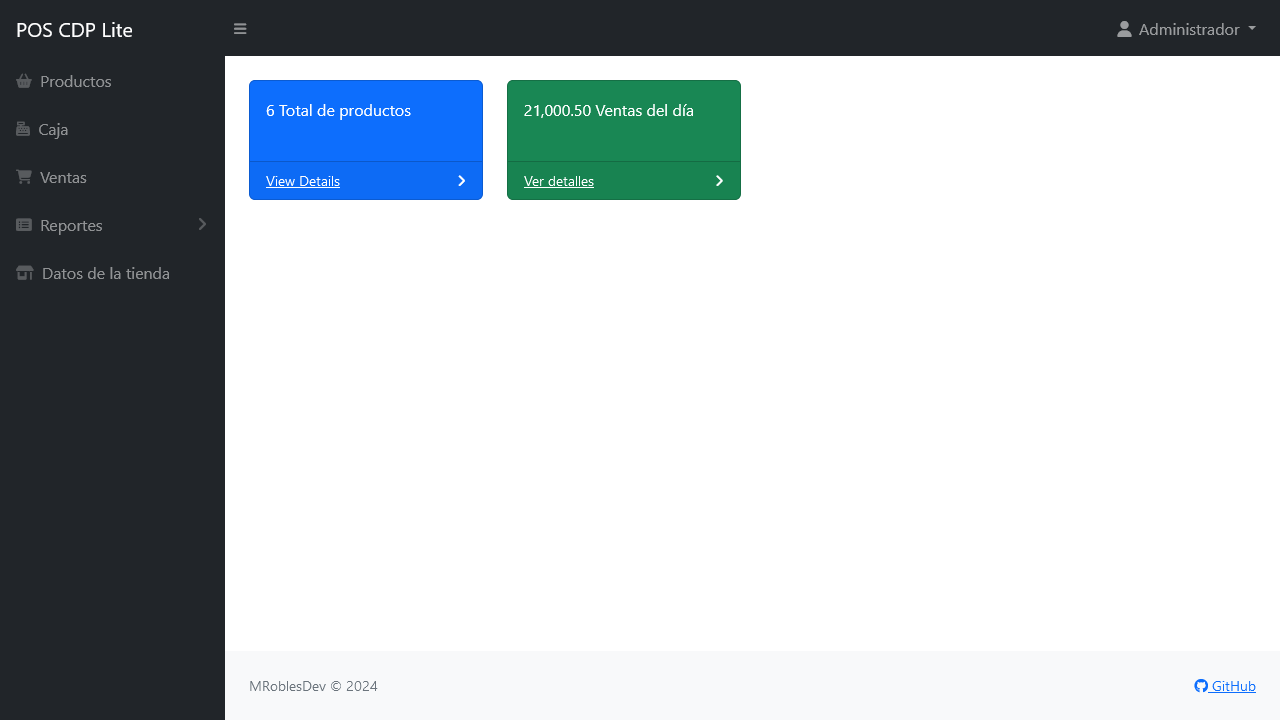 POS CDP Lite
Administrador
Productos
Caja
Ventas
Reportes
Datos de la tienda
6 Total de productos
View Details
21,000.50 Ventas del día
Ver detalles
MRoblesDev © 2024
GitHub